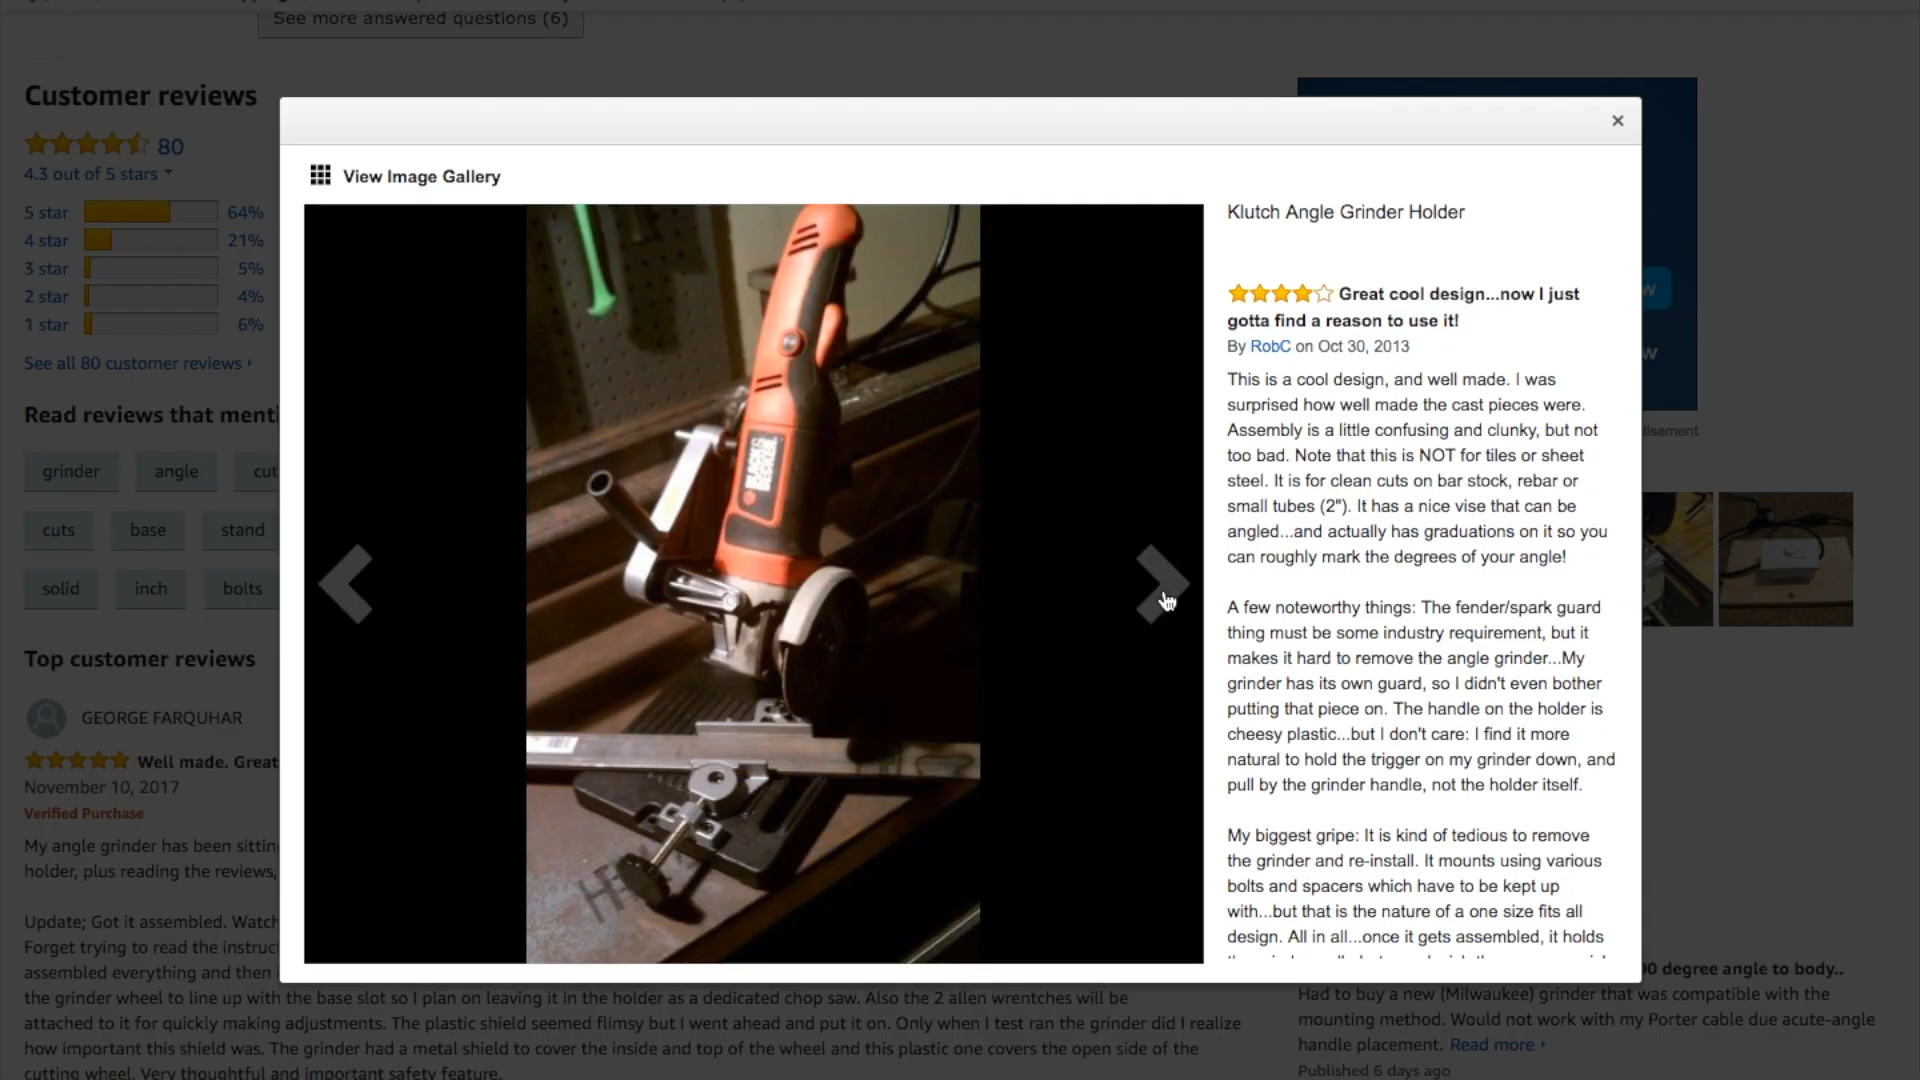 See more answered questions (6)
Customer reviews
80
4.3 out of 5 stars
5 star 64%
4 star 21%
3 star 5%
2 star 4%
1 star 6%
See all 80 customer reviews
Read reviews that menti
grinder angle cut
cuts base stand
solid inch bolts
Top customer reviews
GEORGE FARQUHAR
Well made. Great
November 10, 2017
Verified Purchase
My angle grinder has been sittin
holder, plus reading the reviews,
Update; Got it assembled. Watch
Forget trying to read the instruct
assembled everything and then i
the grinder wheel to line up with the base slot so I plan on leaving it in the holder as a dedicated chop saw. Also the 2 allen wrentches will be
attached to it for quickly making adjustments. The plastic shield seemed flimsy but I went ahead and put it on. Only when I test ran the grinder did I realize
how important this shield was. The grinder had a metal shield to cover the inside and top of the wheel and this plastic one covers the open side of the
cutting wheel. Very thoughtful and important safety feature.
View Image Gallery
BLACK &
DECKER
Klutch Angle Grinder Holder
Great cool design...now I just
gotta find a reason to use it!
By RobC on Oct 30, 2013
This is a cool design, and well made. I was
surprised how well made the cast pieces were.
Assembly is a little confusing and clunky, but not
too bad. Note that this is NOT for tiles or sheet
steel. It is for clean cuts on bar stock, rebar or
small tubes (2"). It has a nice vise that can be
angled...and actually has graduations on it so you
can roughly mark the degrees of your angle!
A few noteworthy things: The fender/spark guard
thing must be some industry requirement, but it
makes it hard to remove the angle grinder...My
grinder has its own guard, so I didn't even bother
putting that piece on. The handle on the holder is
cheesy plastic...but I don't care: I find it more
natural to hold the trigger on my grinder down, and
pull by the grinder handle, not the holder itself.
My biggest gripe: It is kind of tedious to remove
the grinder and re-install. It mounts using various
bolts and spacers which have to be kept up
with...but that is the nature of a one size fits all
design. All in all...once it gets assembled, it holds
w
w
tisement
00 degree angle to body..
Had to buy a new (Milwaukee) grinder that was compatible with the
mounting method. Would not work with my Porter cable due acute-angle
handle placement. Read more
Published 6 days ago